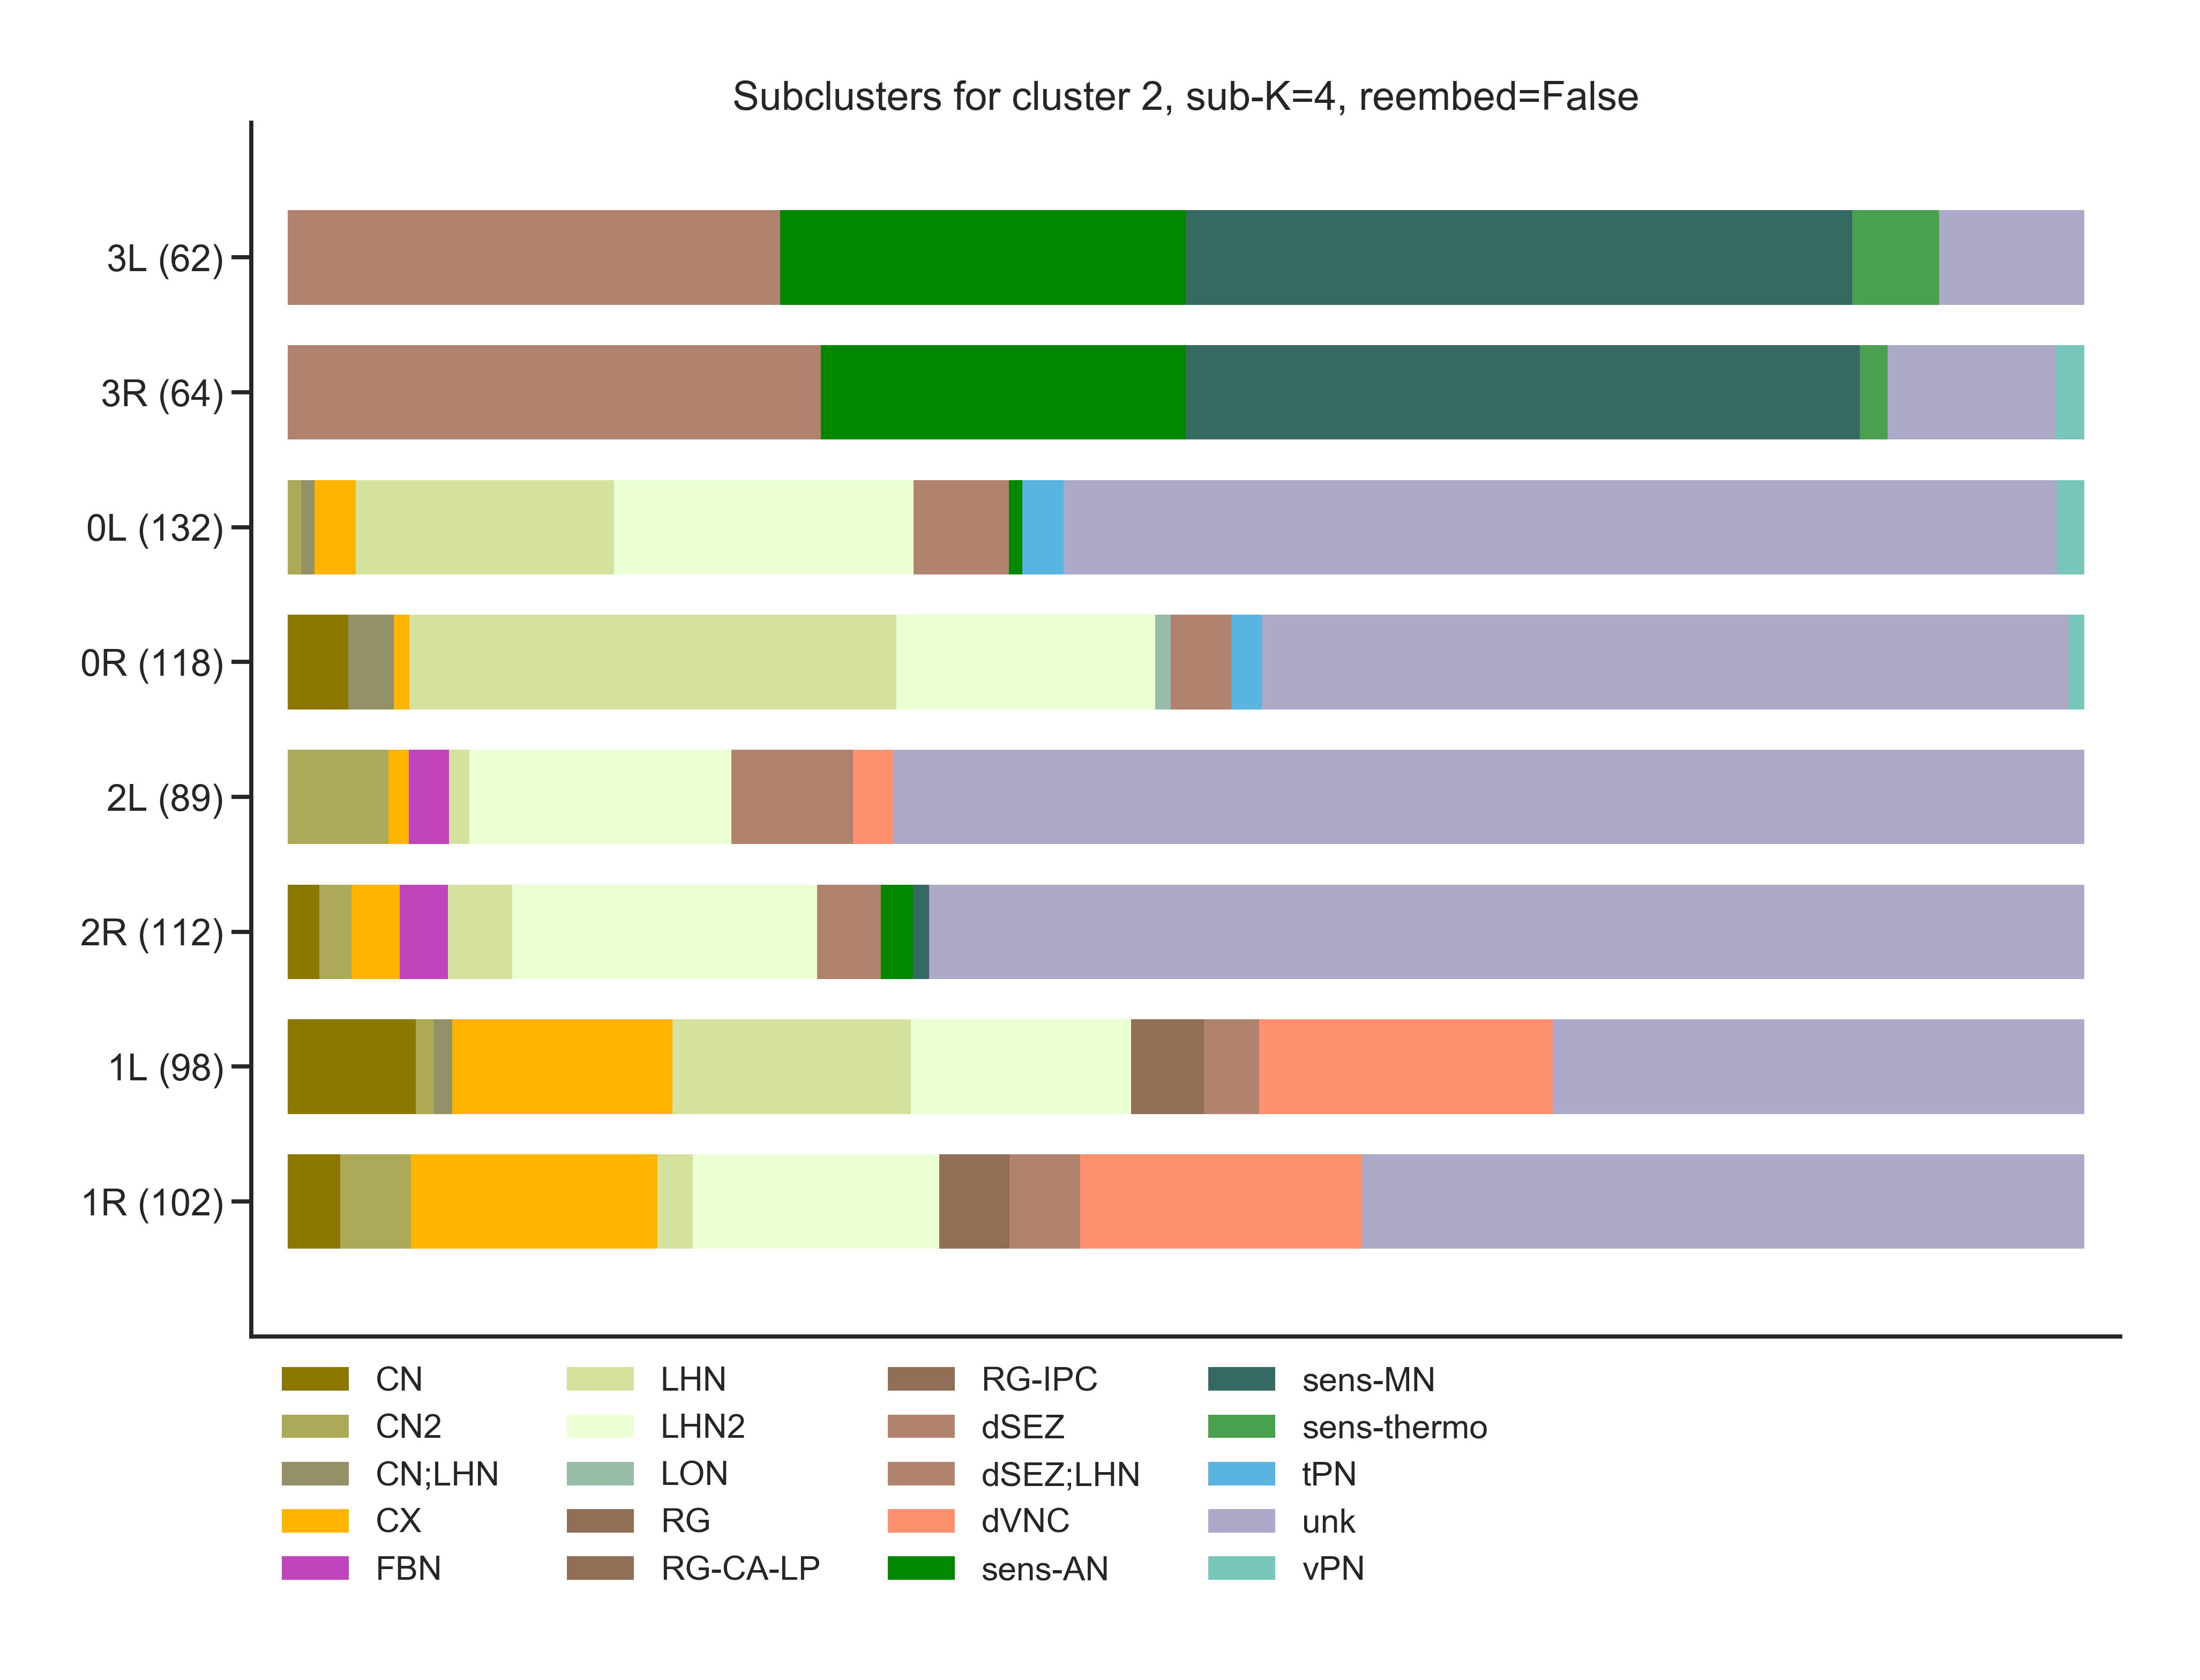 Subclusters for cluster 2, sub-K=4, reembed=False
3L (62)
3R (64)
0L (132)
0R (118)
2L (89)
2R (112)
1L (98)
1R (102)
CN
CN2
CN;LHN
CX
FBN
LHN
LHN2
LON
RG
RG-CA-LP
RG-IPC
dSEZ
dSEZ;LHN
dVNC
sens-AN
sens-MN
sens-thermo
tPN
unk
vPN